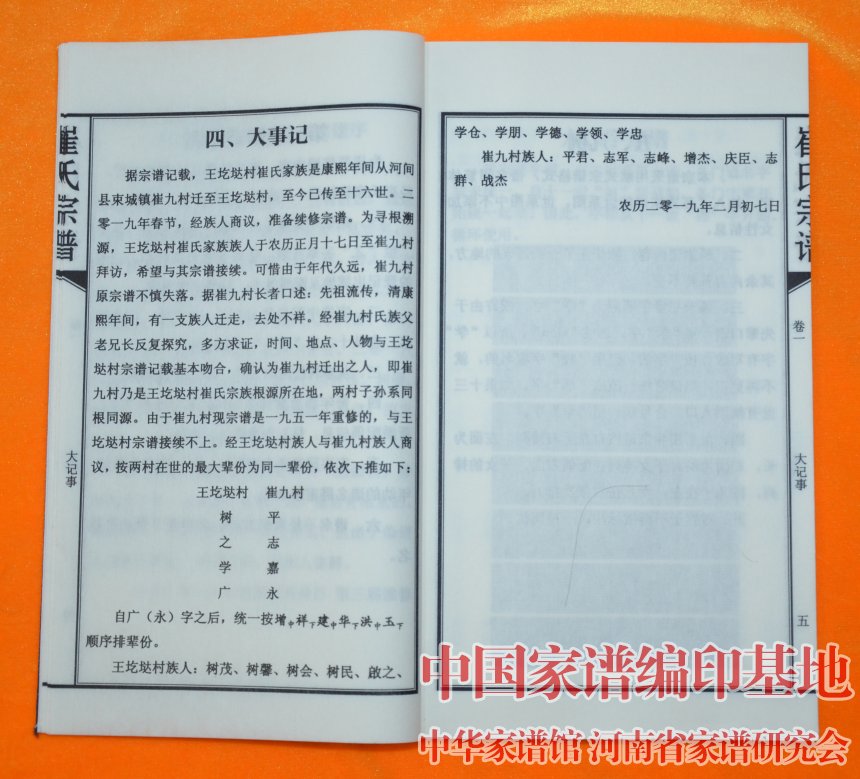 四、大事记
据宗谱记载，王圪垯村崔氏家族是康熙年间从河间
县束城镇崔九村迁至王圪垯村，至今已传至十六世。二
零一九年春节，经族人商议，准备续修宗谱。为寻根溯
源，王圪垯村崔氏家族族人于农历正月十七日至崔九村
拜访，希望与其宗谱接续。可惜由于年代久远，崔九村
原宗谱不慎失落。据崔九村长者口述：先祖流传，清康
熙年间，有一支族人迁走，去处不祥。经崔九村氏族父
老兄长反复探究，多方求证，时间、地点、人物与王圪
垯村宗谱记载基本吻合，确认为崔九村迁出之人，即崔
九村乃是王圪垯村崔氏宗族根源所在地，两村子孙系同
根同源。由于崔九村现宗谱是一九五一年重修的，与王
圪垯村宗谱接续不上。经王圪垯村族人与崔九村族人商
议，按两村在世的最大辈份为同一辈份，依次下推如下：
王圪垯村 崔九村
树 平
之 志
学 嘉
广 永
自广（永）字之后，统一按增中祥下建中华下洪中玉下
顺序排辈份。
王圪垯村族人：树茂、树馨、树会、树民、啟之、
崔氏宗谱
大记事
学仓、学朋、学德、学领、学忠
崔九村族人：平君、志军、志峰、增杰、庆臣、志
群、战杰
农历二零一九年二月初七日
崔氏宗谱
卷一
大记事
五
中国家谱编印基地
中华家谱馆 河南省家谱研究会